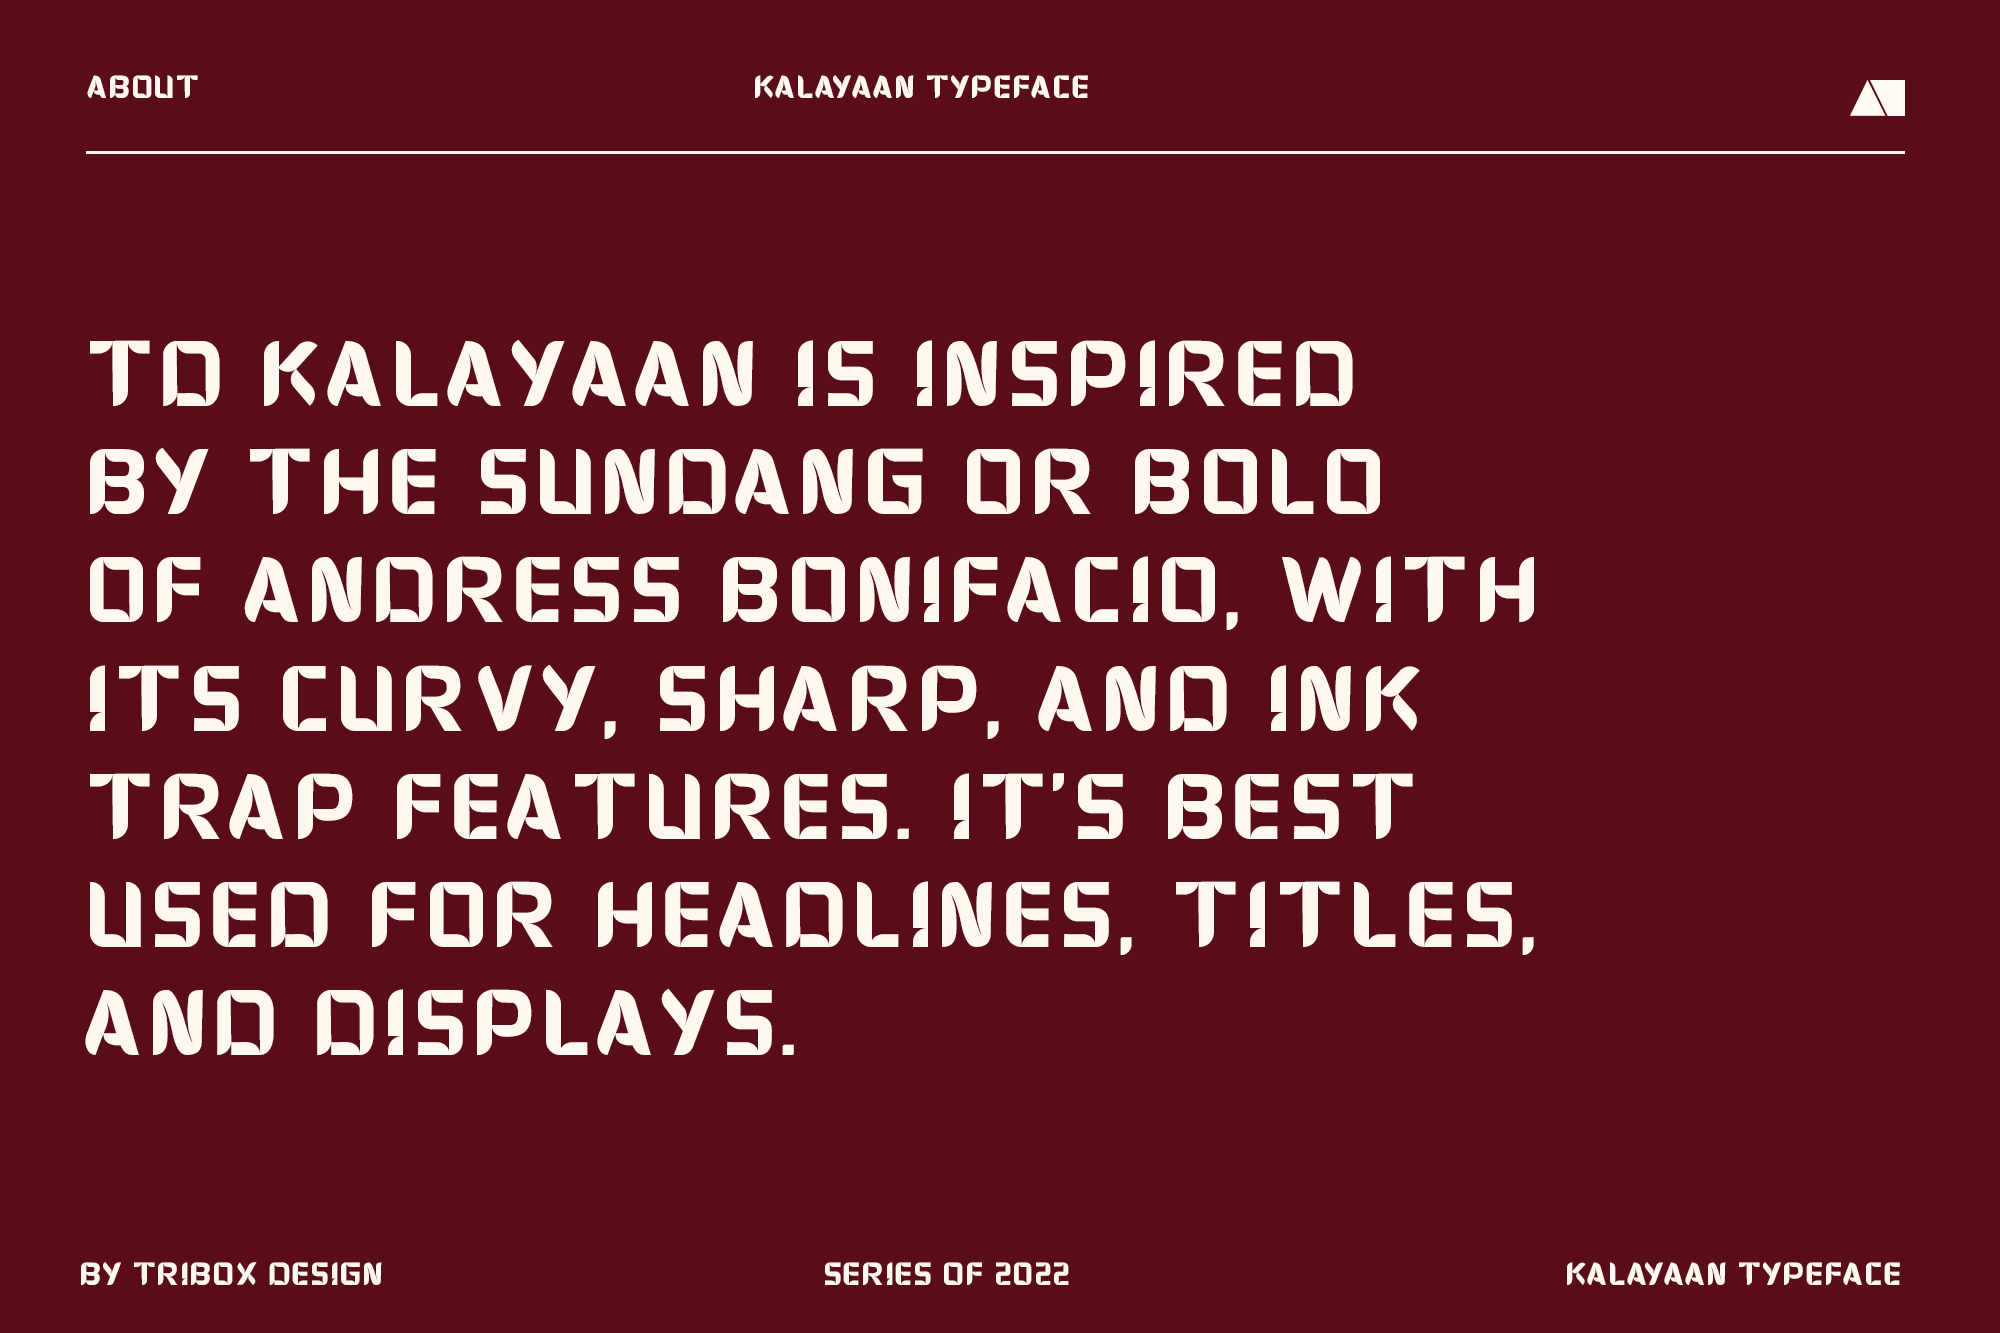 ABOUT
KALAYAAN TYPEFACE
TO KALAYAAN IS INSPIRED
BY THE SUNDANG OR BOLO
OF ANDRESS BONIFACIO, WITH
ITS CURVY, SHARP, AND INK
TRAP FEATURES. IT'S BEST
USED FOR HEADLINES, TITLES,
AND DISPLAYS.
BY TRIBOX DESIGN
SERIES OF 2022
KALAYAAN TYPEFACE